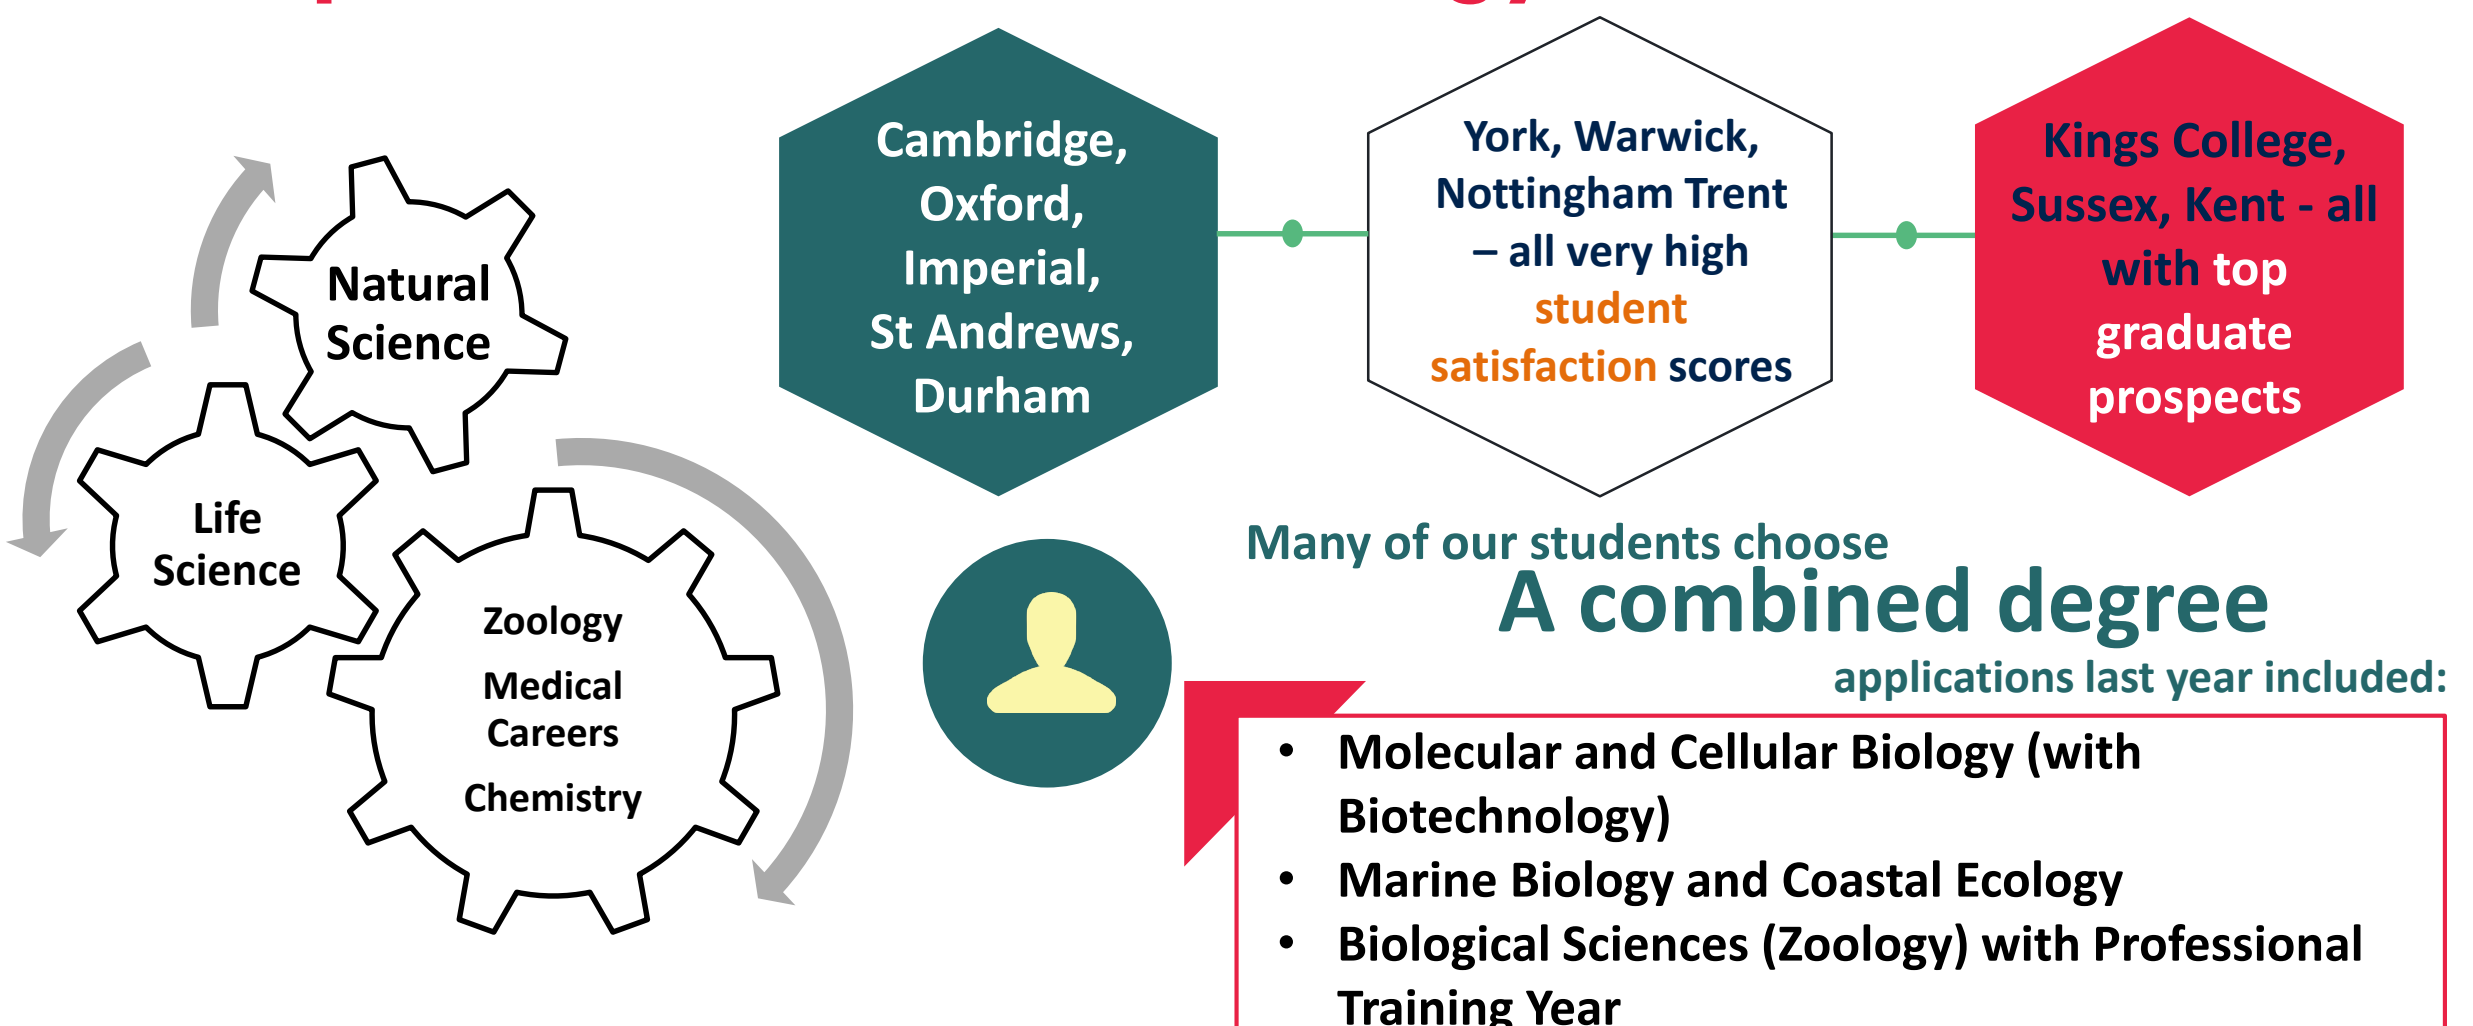 Natural
Science
Life
Science
Zoology
Medical
Careers
Chemistry
Cambridge,
Oxford,
Imperial,
St Andrews,
Durham
York, Warwick,
Nottingham Trent
– all very high
student
satisfaction scores
Kings College,
Sussex, Kent - all
with top
graduate
prospects
Many of our students choose
A combined degree
applications last year included:
• Molecular and Cellular Biology (with
Biotechnology)
• Marine Biology and Coastal Ecology
• Biological Sciences (Zoology) with Professional
Training Year